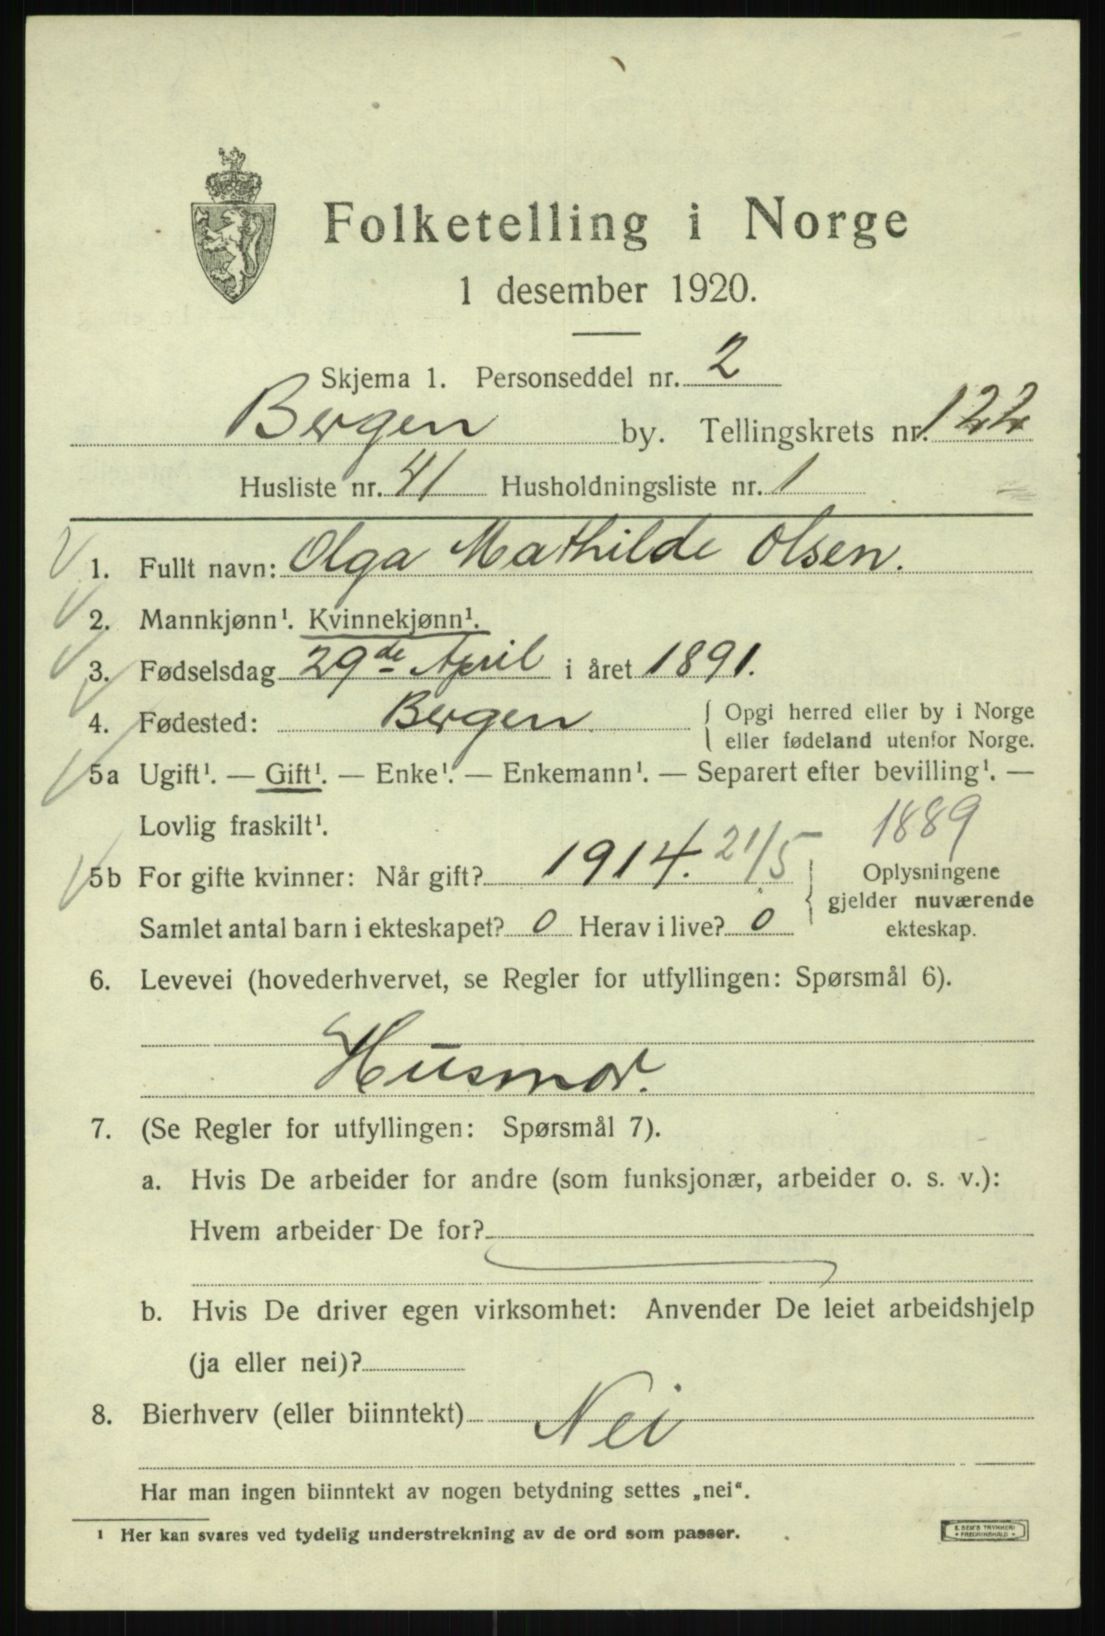 Folketelling i Norge
1 desember 1920.
Skjema 1. Personseddel nr. 2
Bergen by. Tellingskrets nr. 122
Husliste nr. 41 Husholdningsliste nr. 1
1. Fullt navn: Olga Mathilde Olsen.
2. Mannkjønn¹. Kvinnekjønn¹.
3. Fødselsdag 29de April i året 1891.
4. Fødested: Bergen. { Opgi herred eller by i Norge
eller fødeland utenfor Norge.
5a Ugift¹. — Gift¹. — Enke¹. — Enkemann¹. — Separert efter bevilling¹. —
Lovlig fraskilt¹. 1889
5b For gifte kvinner: Når gift? 1914. 21/5 Oplysningene
gjelder nuværende
Samlet antal barn i ekteskapet? 0 Herav i live? 0 ekteskap.
6. Levevei (hovederhvervet, se Regler for utfyllingen: Spørsmål 6).
Husmor.
7. (Se Regler for utfyllingen: Spørsmål 7).
a. Hvis De arbeider for andre (som funksjonær, arbeider o. s. v.):
Hvem arbeider De for?
b. Hvis De driver egen virksomhet: Anvender De leiet arbeidshjelp
(ja eller nei)?
8. Bierhverv (eller biinntekt) Nei
Har man ingen biinntekt av nogen betydning settes „nei“.
¹ Her kan svares ved tydelig understrekning av de ord som passer.